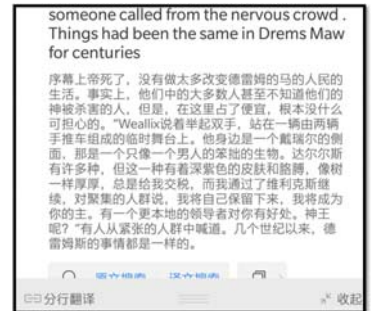 someone called from the nervous crowd .
Things had been the same in Drems Maw
for centuries
序幕上帝死了，没有做太多改变德雷姆的马的人民的
生活。事实上，他们中的大多数人甚至不知道他们的
神被杀害的人，但是，在这里占了便宜，根本没什么
可担心的。“Weallix说着举起双手，站在一辆由两辆
手推车组成的临时舞台上。他身边是一个戴瑞尔的侧
面，那是一个只像一个男人的笨拙的生物。达尔尔斯
有许多种，但这一种有着深紫色的皮肤和胳膊，像树
一样厚厚，总是给我交税，而我通过了维利克斯继
续，对聚集的人群说，我将自己保留下来，我将成为
你的主。有一个更本地的领导者对你有好处。神王
呢？”有人从紧张的人群中喊道。几个世纪以来，德
雷姆斯的事情都是一样的。
分行翻译
收起